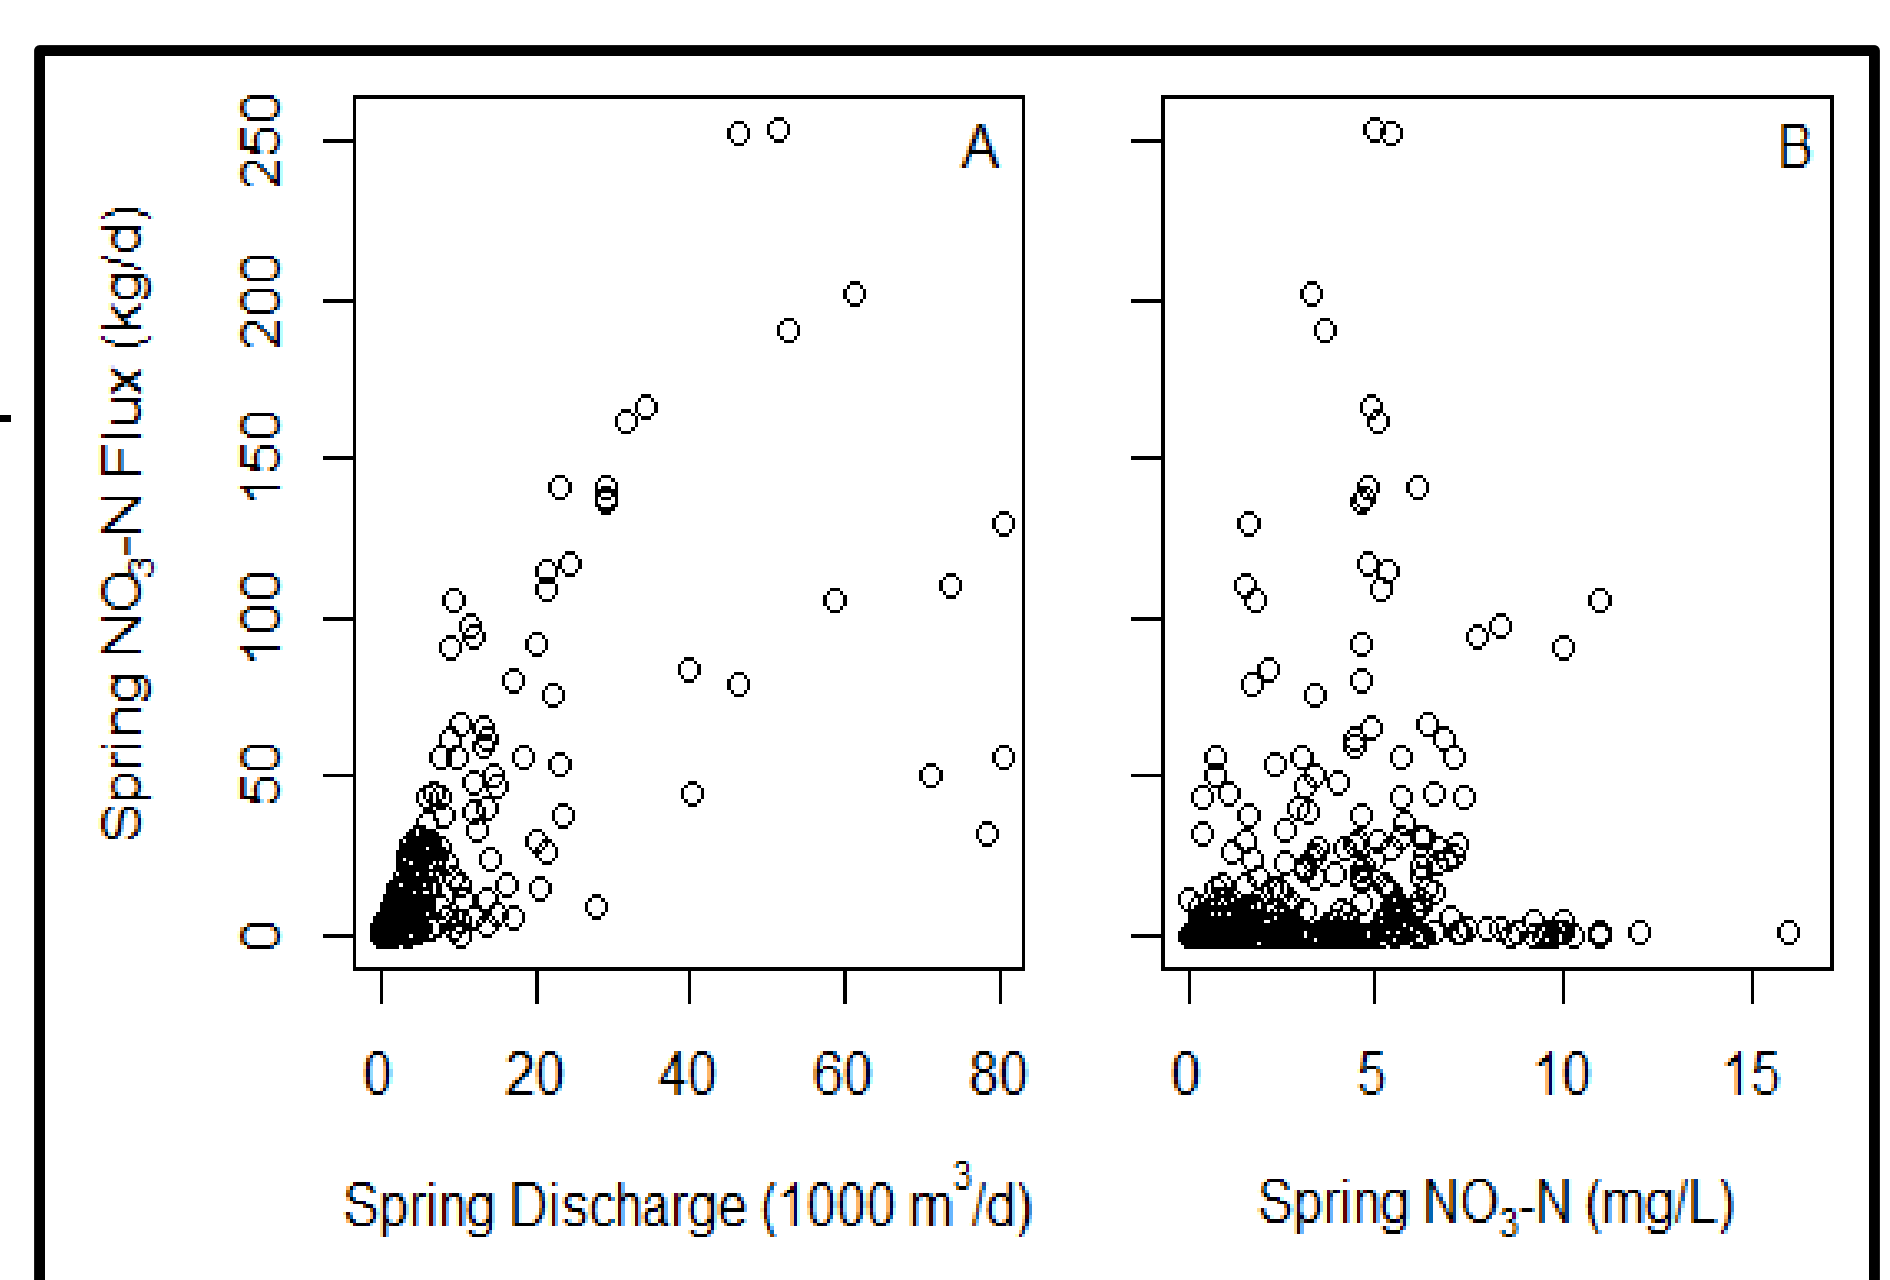 A
B
Spring NO₃-N Flux (kg/d)
250
200
150
100
50
0
0 20 40 60 80
0 5 10 15
Spring Discharge (1000 m³/d)
Spring NO₃-N (mg/L)